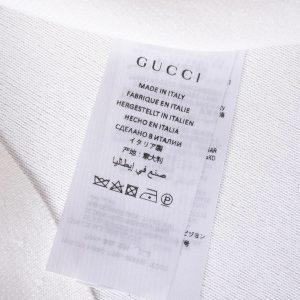 GUCCI
MADE IN ITALY
FABRIQUÉ EN ITALIE
HERGESTELLT IN ITALIEN
HECHO EN ITALIA
СДЕЛАНО В ИТАЛИИ
イタリア製
产地：意大利
صنع في إيطاليا